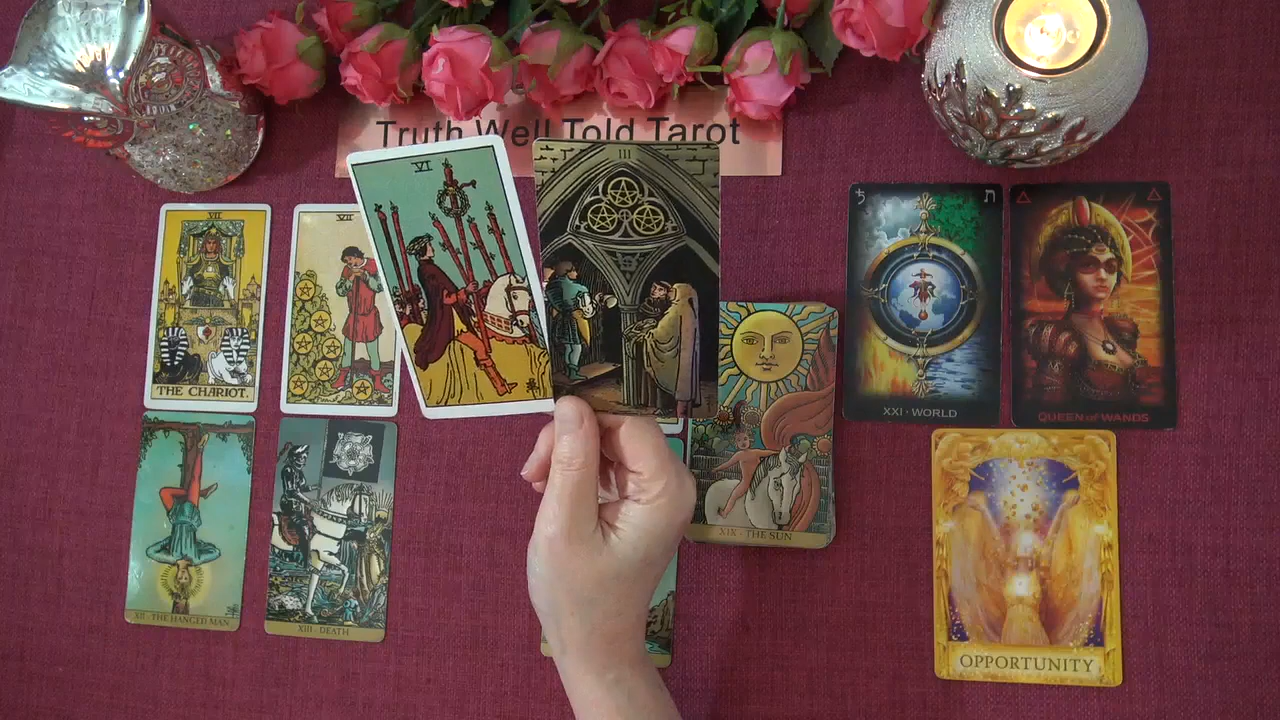 Truth Well Told Tarot
VI
III
VII
THE CHARIOT.
VII
XIX - THE SUN
XXI • WORLD
QUEEN OF WANDS
XII - THE HANGED MAN
XIII - DEATH
OPPORTUNITY